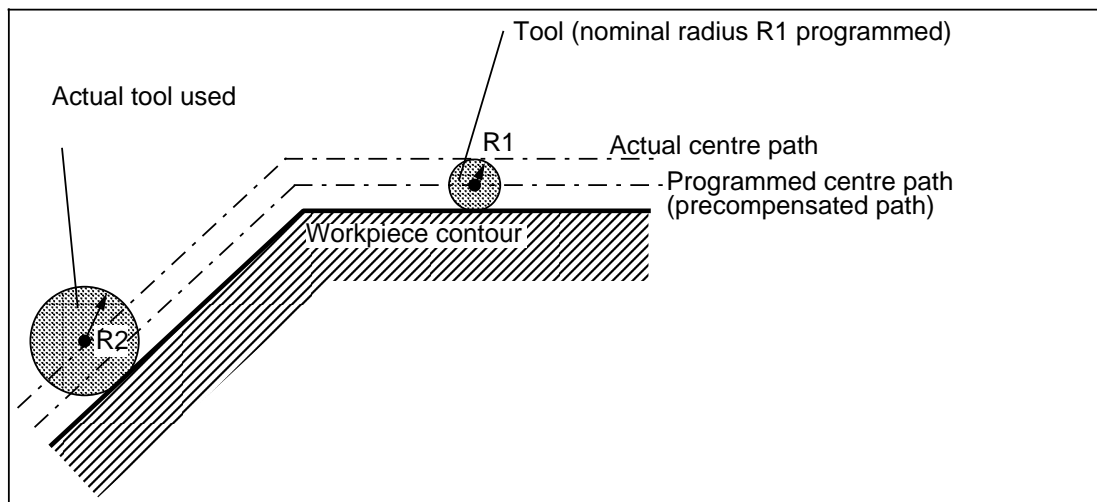 Tool (nominal radius R1 programmed)
Actual tool used
R1
Actual centre path
Programmed centre path
(precompensated path)
Workpiece contour
R2